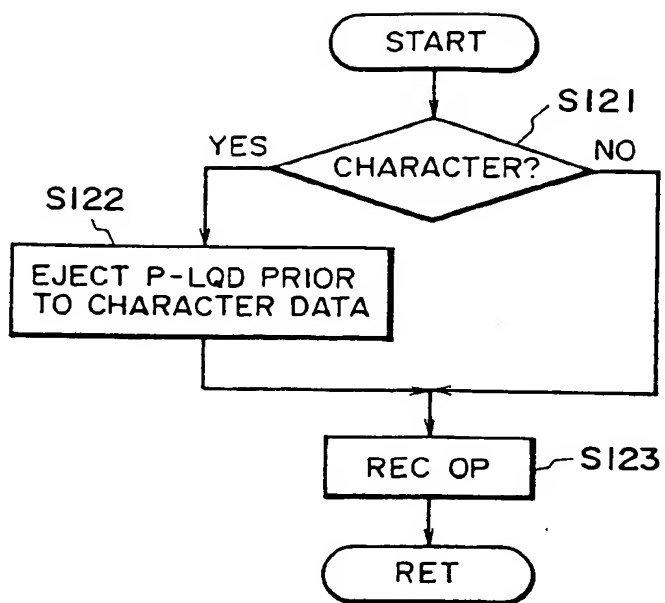 START
S121
YES
CHARACTER?
NO
S122
EJECT P-LQD PRIOR
TO CHARACTER DATA
REC OP
S123
RET